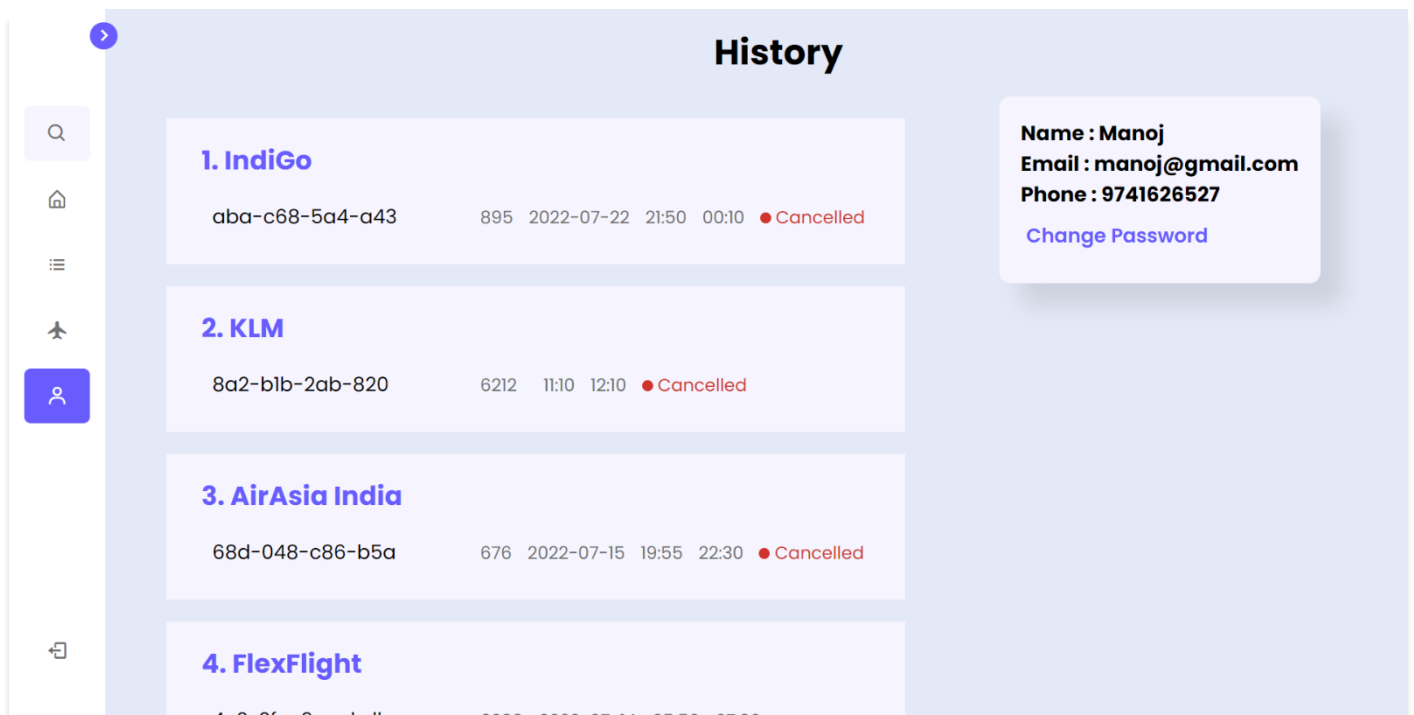 History
1. IndiGo
aba-c68-5a4-a43 895 2022-07-22 21:50 00:10 Cancelled
2. KLM
8a2-b1b-2ab-820 6212 11:10 12:10 Cancelled
3. AirAsia India
68d-048-c86-b5a 676 2022-07-15 19:55 22:30 Cancelled
4. FlexFlight
Name : Manoj
Email : manoj@gmail.com
Phone : 9741626527
Change Password